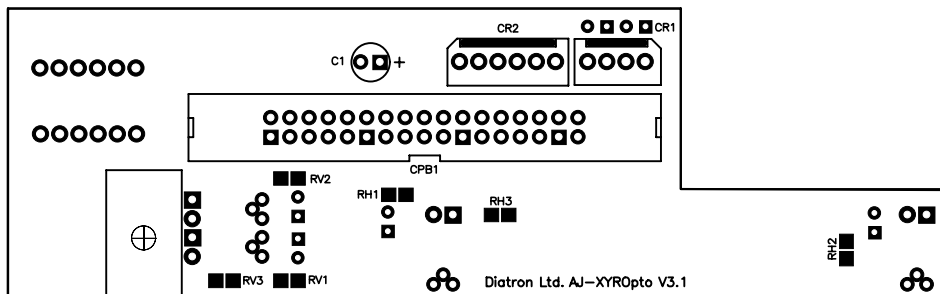 CR2
CR1
C1
+
CPB1
RV2
RH1
RH3
RH2
RV3
RV1
Diatron Ltd. AJ-XYROpto V3.1